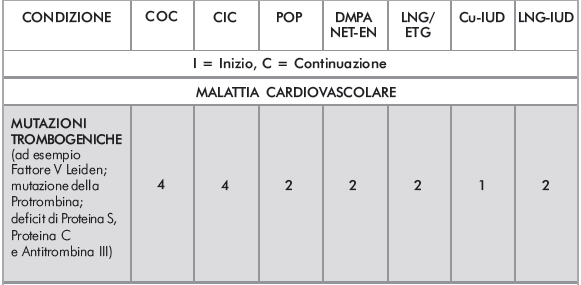 CONDIZIONE COC CIC POP DMPA NET-EN LNG/ ETG Cu-IUD LNG-IUD
I = Inizio, C = Continuazione
MALATTIA CARDIOVASCOLARE
MUTAZIONI
TROMBOGENICHE
(ad esempio
Fattore V Leiden;
mutazione della
Protrombina;
deficit di Proteina S,
Proteina C
e Antitrombina III)
4 4 2 2 2 1 2